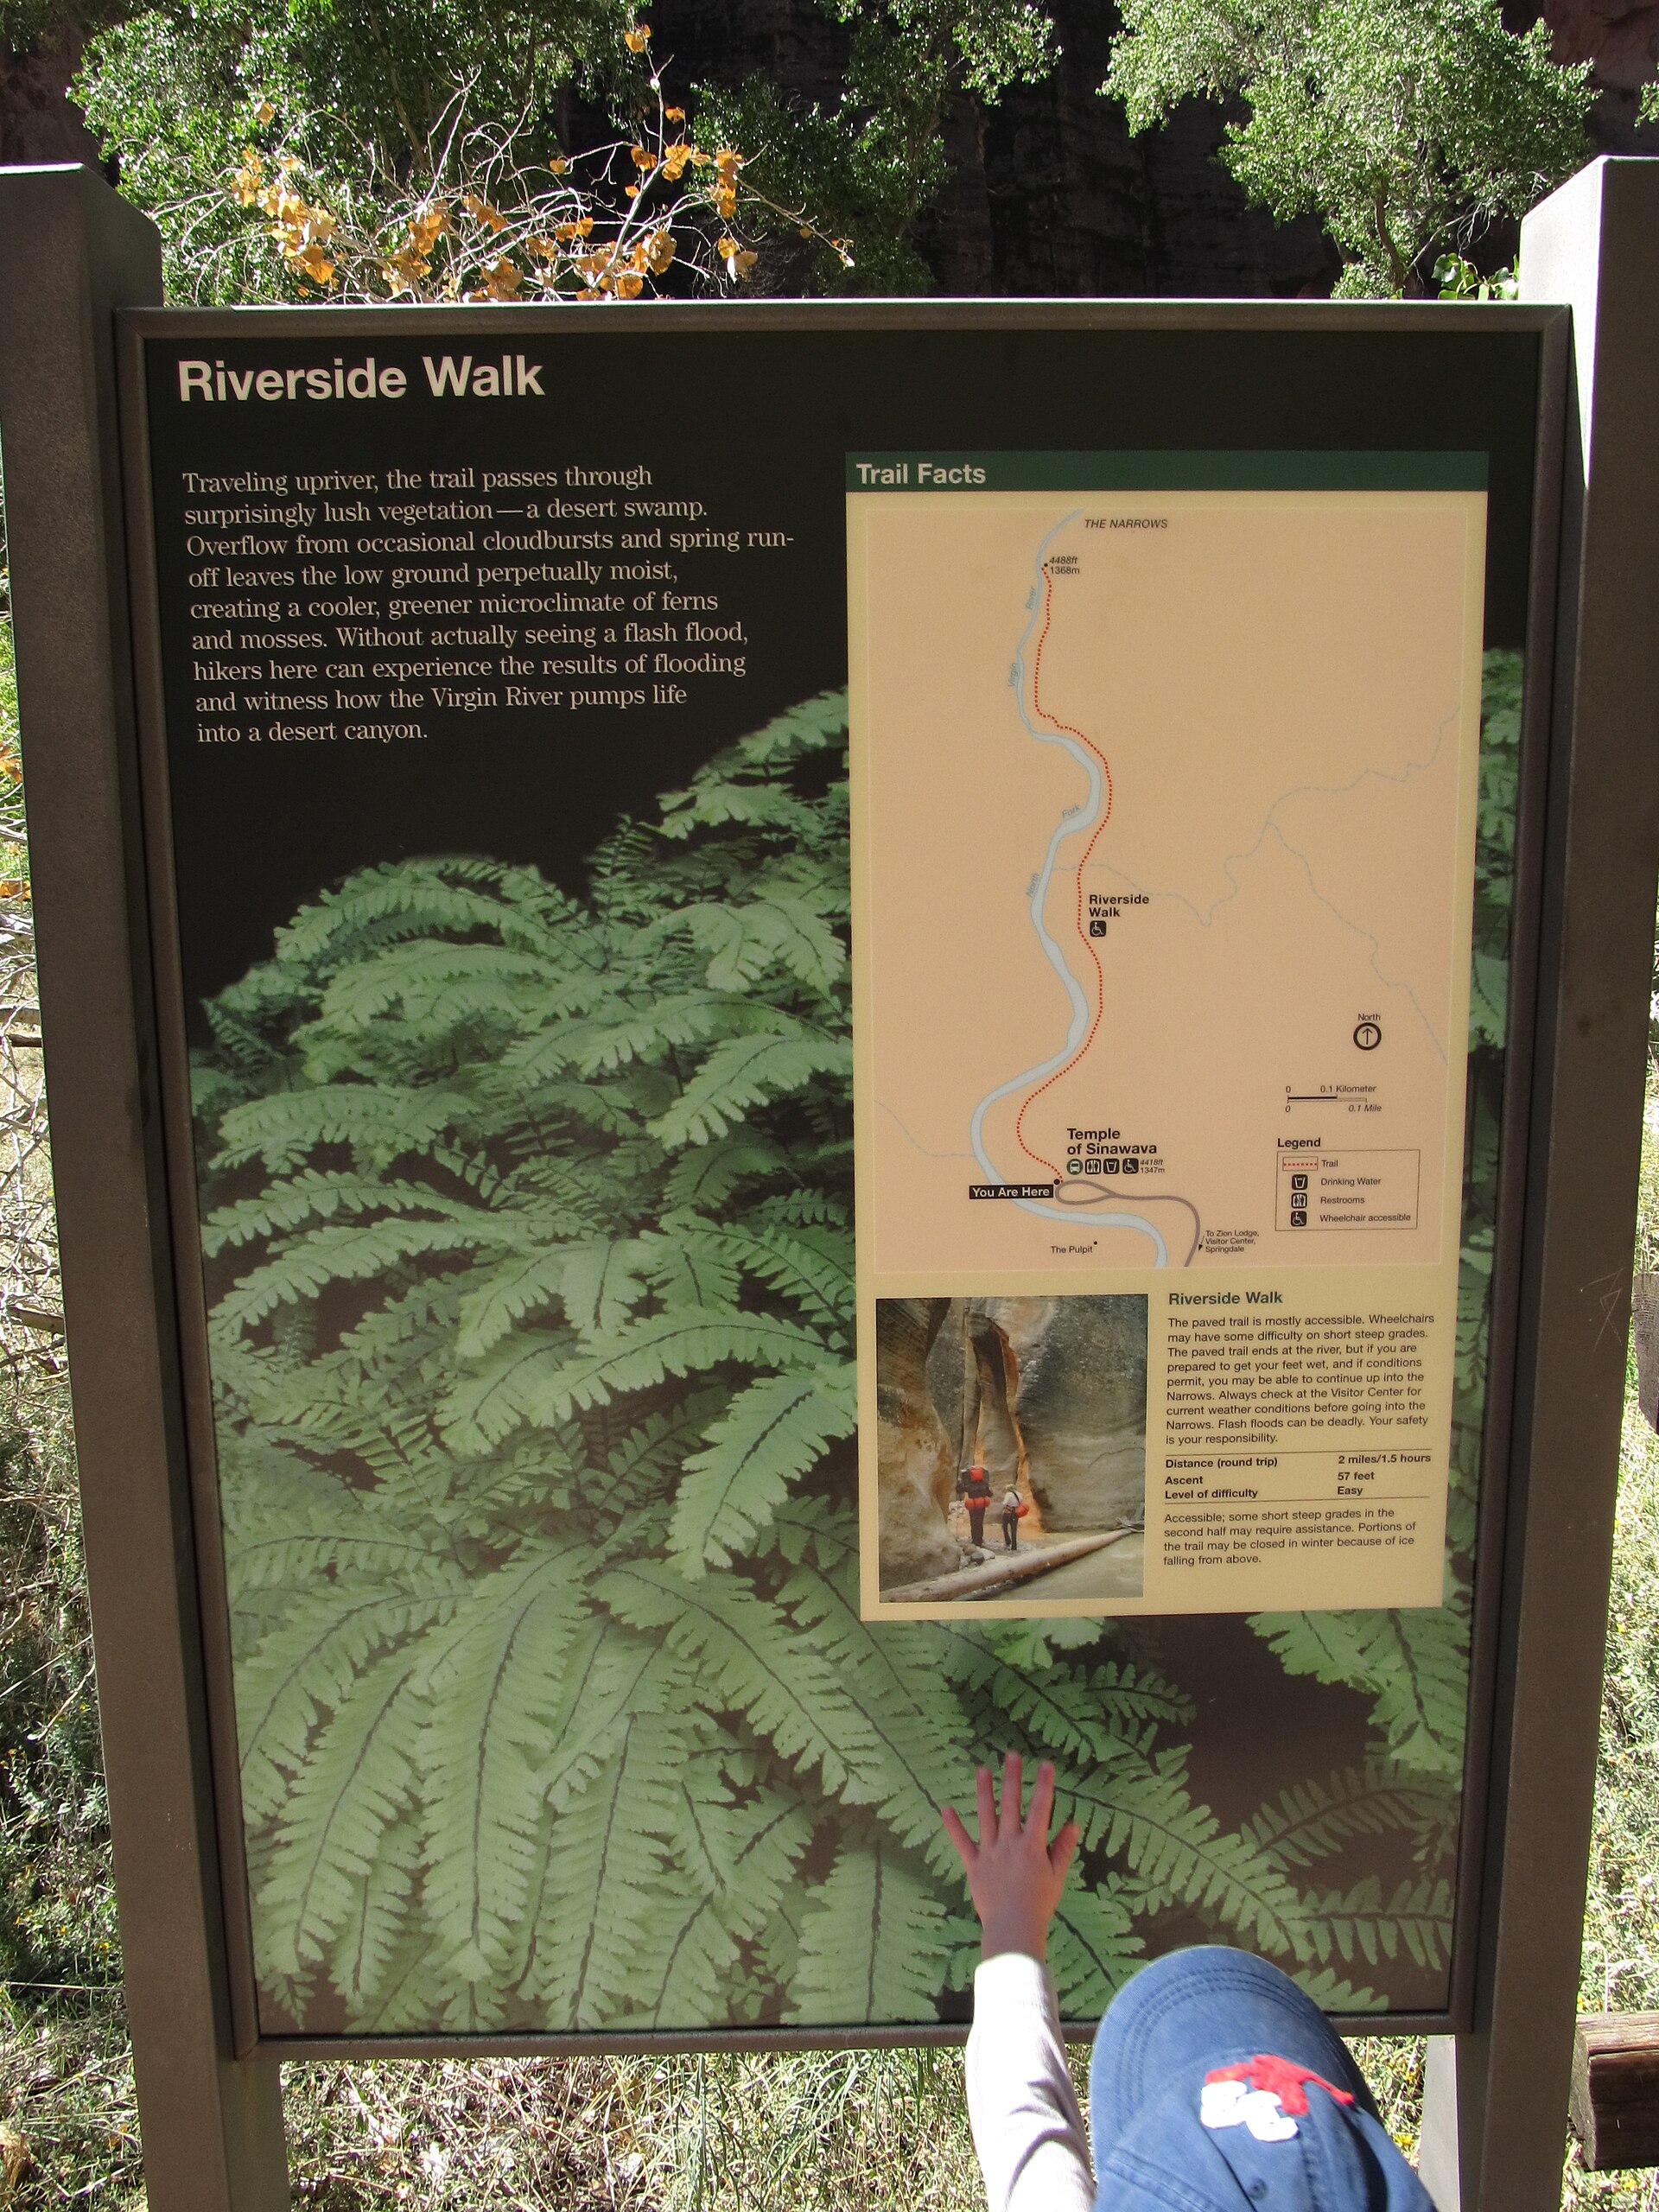 Riverside Walk
Traveling upriver, the trail passes through
surprisingly lush vegetation — a desert swamp.
Overflow from occasional cloudbursts and spring run-
off leaves the low ground perpetually moist,
creating a cooler, greener microclimate of ferns
and mosses. Without actually seeing a flash flood,
hikers here can experience the results of flooding
and witness how the Virgin River pumps life
into a desert canyon.
Trail Facts
THE NARROWS
4488ft
1368m
River
Virgin
Fork
North
Riverside
Walk
North
0 0.1 Kilometer
0 0.1 Mile
Temple
of Sinawava
4418ft
1347m
You Are Here
The Pulpit
To Zion Lodge,
Visitor Center,
Springdale
Legend
Trail
Drinking Water
Restrooms
Wheelchair accessible
Riverside Walk
The paved trail is mostly accessible. Wheelchairs
may have some difficulty on short steep grades.
The paved trail ends at the river, but if you are
prepared to get your feet wet, and if conditions
permit, you may be able to continue up into the
Narrows. Always check at the Visitor Center for
current weather conditions before going into the
Narrows. Flash floods can be deadly. Your safety
is your responsibility.
Distance (round trip) 2 miles/1.5 hours
Ascent 57 feet
Level of difficulty Easy
Accessible; some short steep grades in the
second half may require assistance. Portions of
the trail may be closed in winter because of ice
falling from above.